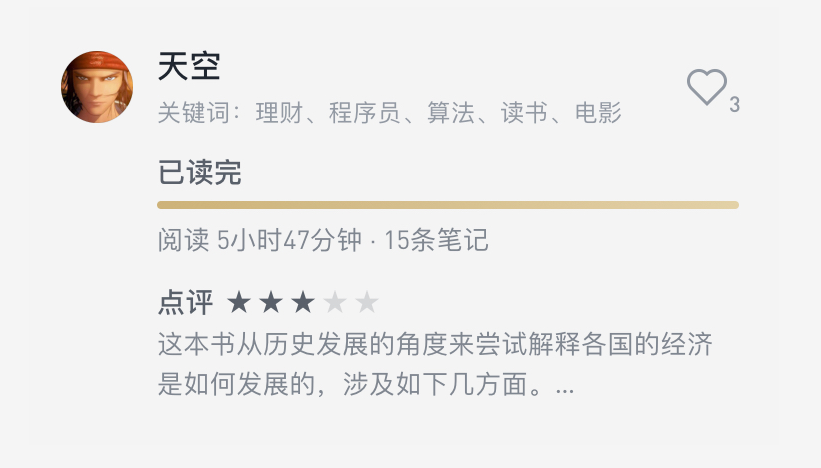 天空
关键词：理财、程序员、算法、读书、电影
3
已读完
阅读 5小时47分钟 · 15条笔记
点评 ★★★★★
这本书从历史发展的角度来尝试解释各国的经济
是如何发展的，涉及如下几方面。...